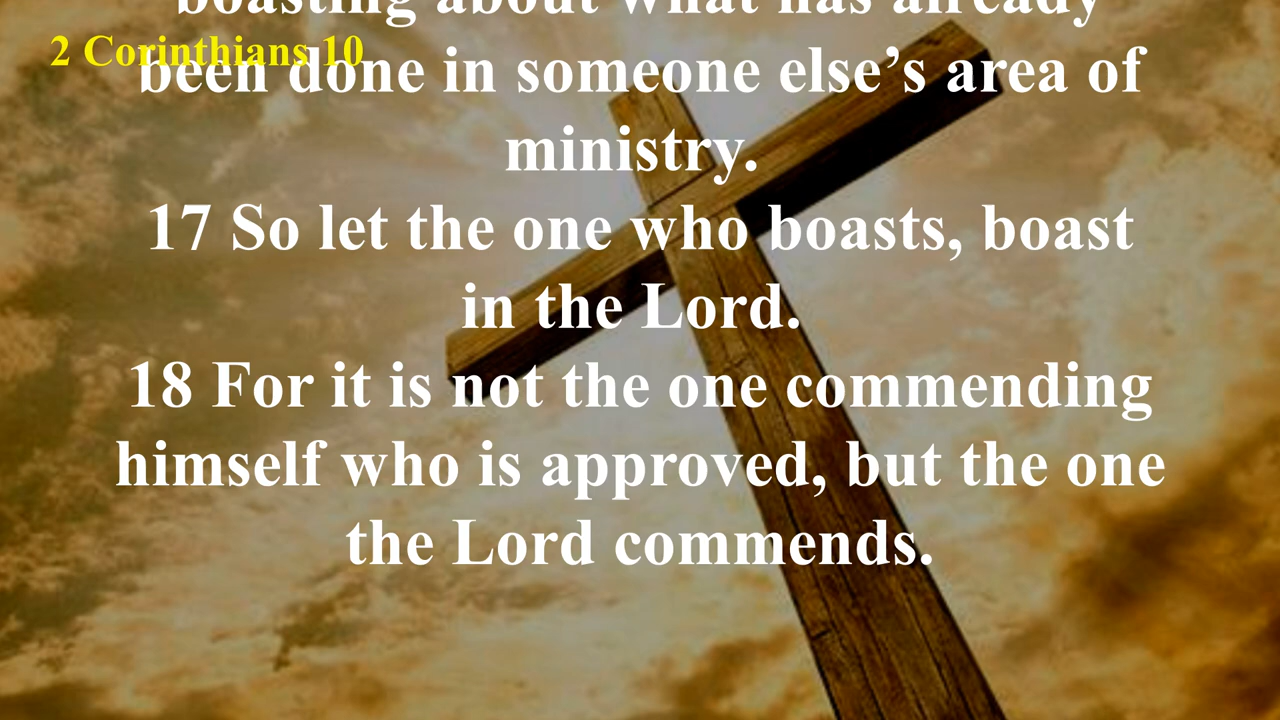 boasting about what has already
2 Corinthians 10
been done in someone else’s area of
ministry.
17 So let the one who boasts, boast
in the Lord.
18 For it is not the one commending
himself who is approved, but the one
the Lord commends.